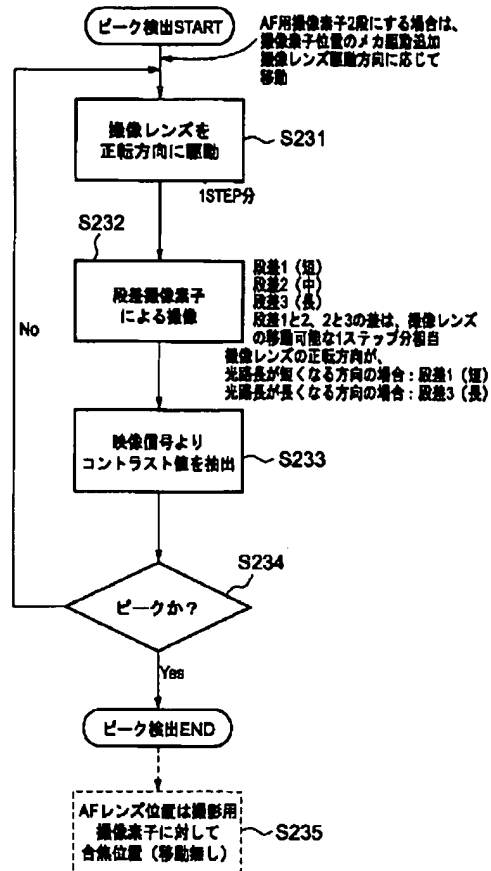 ピーク検出START
AF用撮像素子2段にする場合は、
撮像素子位置のメカ駆動追加
撮像レンズ駆動方向に応じて
移動
撮像レンズを
正転方向に駆動
S231
1STEP分
S232
段差撮像素子
による撮像
段差1(短)
段差2(中)
段差3(長)
段差1と2、2と3の差は、撮像レンズ
の移動可能な1ステップ分相当
撮像レンズの正転方向が、
光路長が短くなる方向の場合:段差1(短)
光路長が長くなる方向の場合:段差3(長)
No
映像信号より
コントラスト値を抽出
S233
S234
ピークか?
Yes
ピーク検出END
AFレンズ位置は撮影用
撮像素子に対して
合焦位置(移動無し)
S235